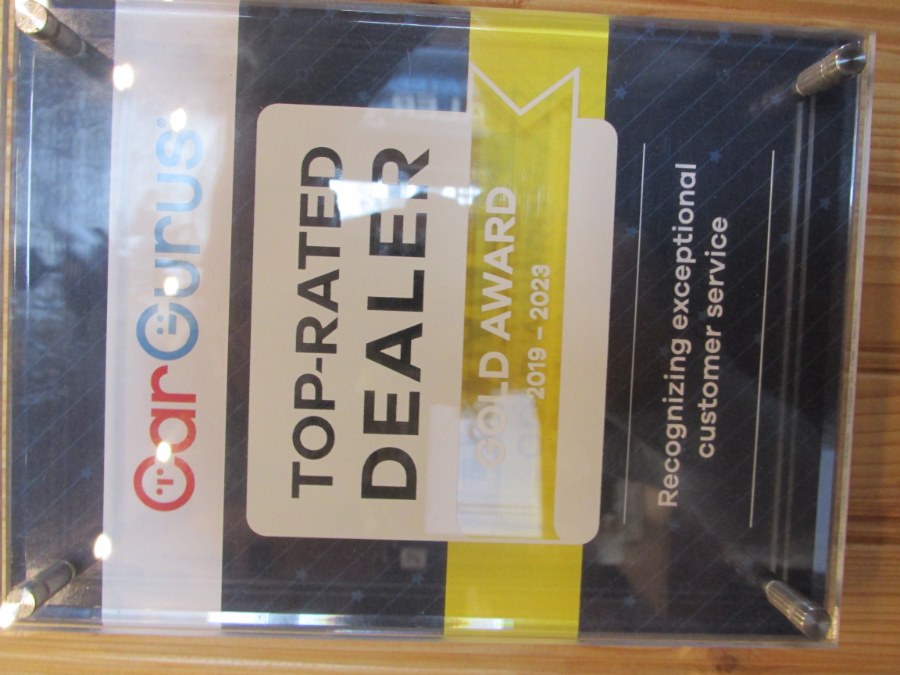 CarGurus
TOP-RATED
DEALER
GOLD AWARD
2019 – 2023
Recognizing exceptional
customer service